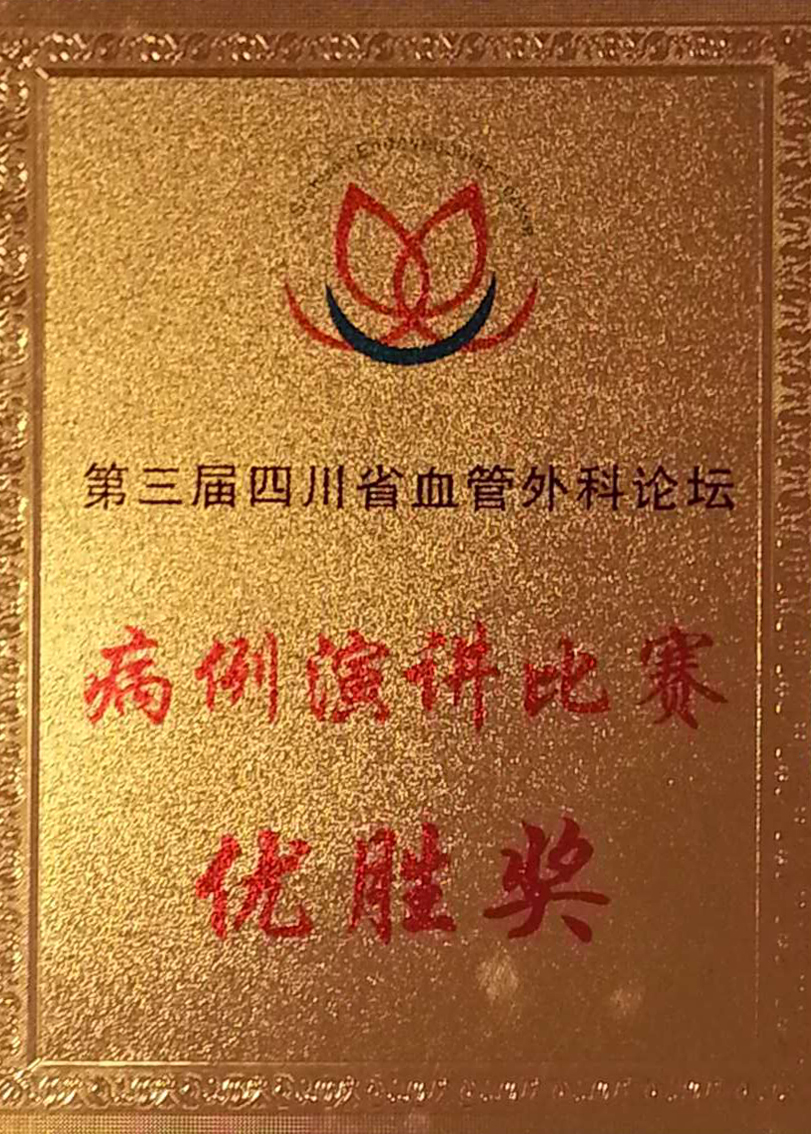 第三届四川省血管外科论坛
病例演讲比赛
优胜奖